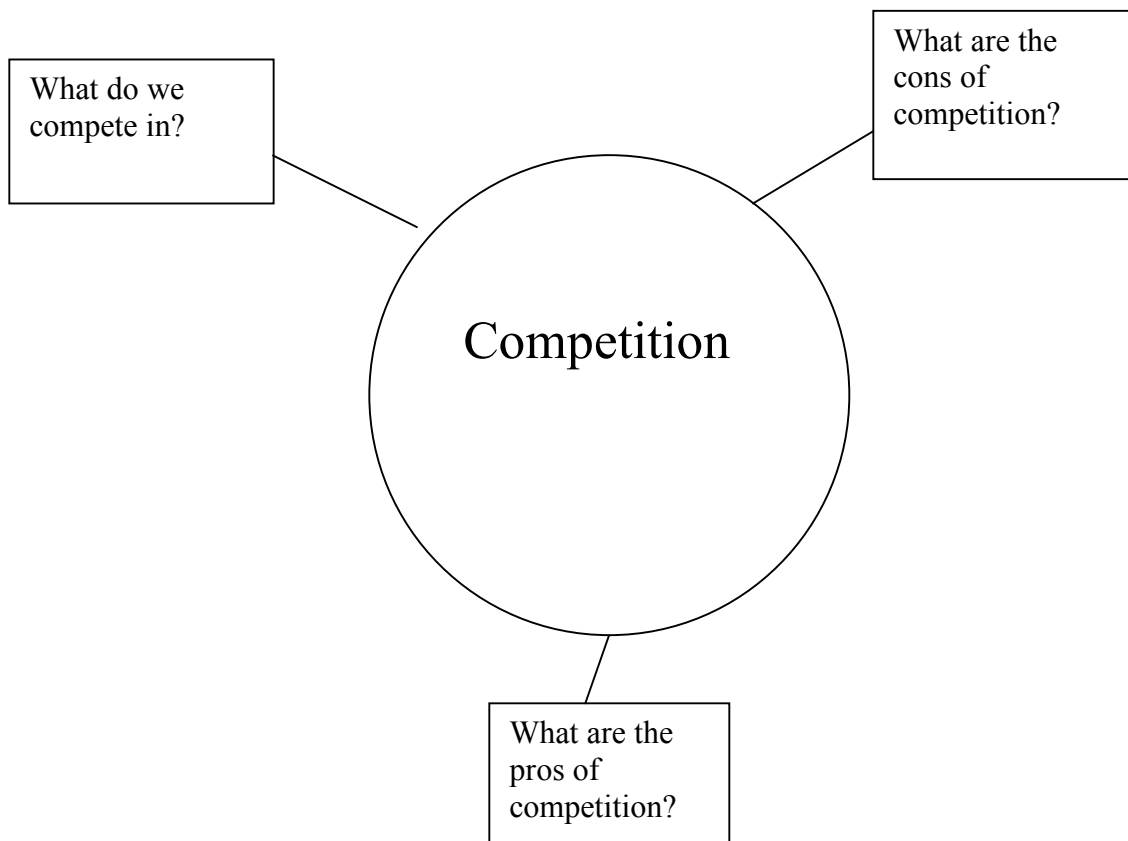 What do we
compete in?
What are the
cons of
competition?
Competition
What are the
pros of
competition?